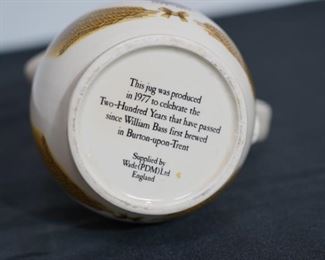 This jug was produced
in 1977 to celebrate the
Two-Hundred Years that have passed
since William Bass first brewed
in Burton-upon-Trent
Supplied by
Wade (PDM) Ltd
England